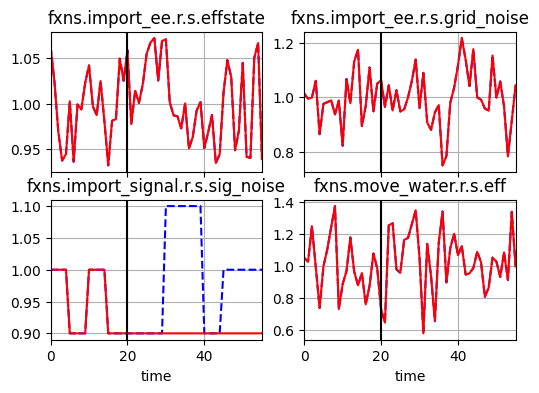 fxns.import_ee.r.s.effstate
fxns.import_ee.r.s.grid_noise
1.05
1.00
0.95
1.2
1.0
0.8
fxns.import_signal.r.s.sig_noise
fxns.move_water.r.s.eff
1.10
1.05
1.00
0.95
0.90
1.4
1.2
1.0
0.8
0.6
0 20 40
0 20 40
time
time